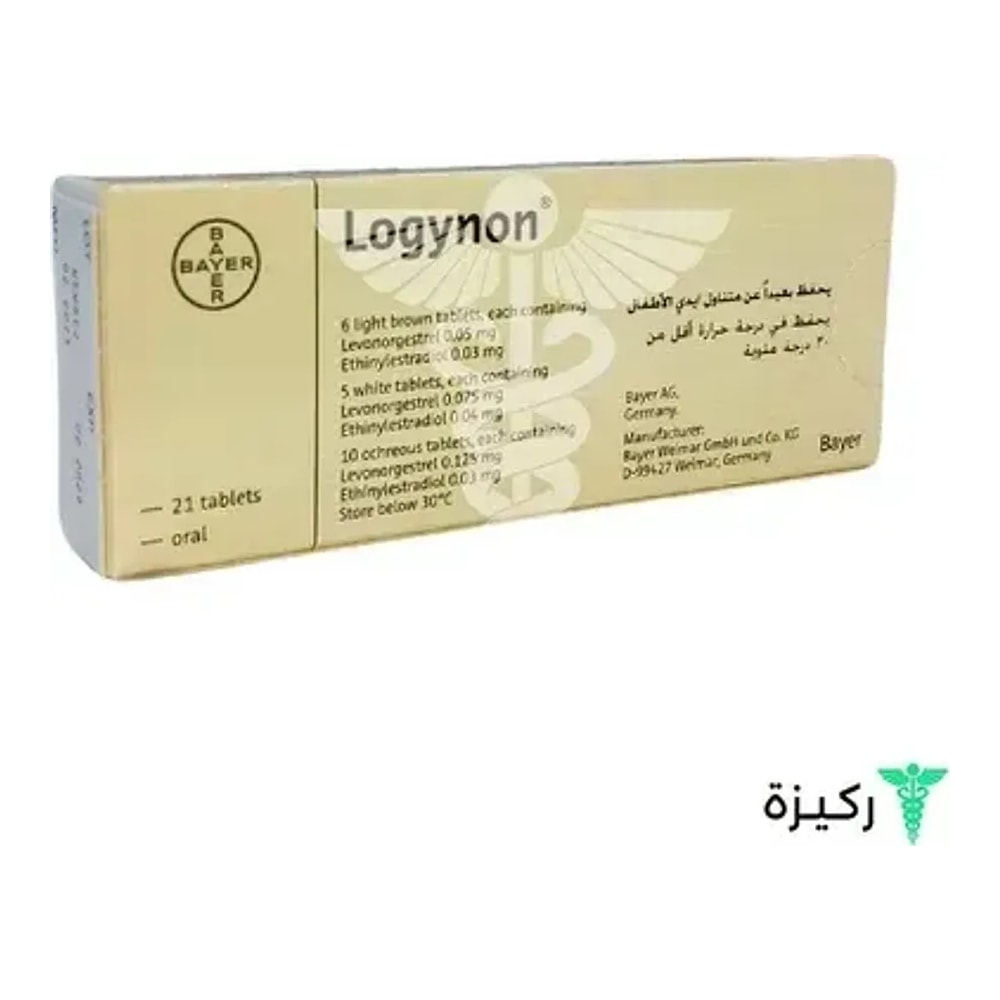 BAYER
BAYER
Logynon®
6 light brown tablets, each containing
Levonorgestrel 0.05 mg
Ethinylestradiol 0.03 mg
5 white tablets, each containing
Levonorgestrel 0.075 mg
Ethinylestradiol 0.04 mg
10 ochreous tablets, each containing
Levonorgestrel 0.125 mg
Ethinylestradiol 0.03 mg
Store below 30°C
— 21 tablets
— oral
يحفظ بعيداً عن متناول ايدي الأطفال
يحفظ في درجة حرارة أقل من
٣٠ درجة مئوية
Bayer AG,
Germany.
Manufacturer:
Bayer Weimar GmbH und Co. KG
D-99427 Weimar, Germany
Bayer
LOT
EXP
ركيزة